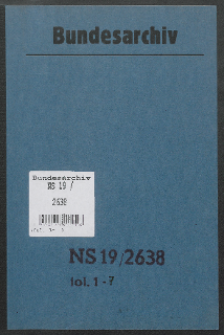 Bundesarchiv
Bundesarchiv
NS 19 /
2638
NS 19/2638
fol. 1-7